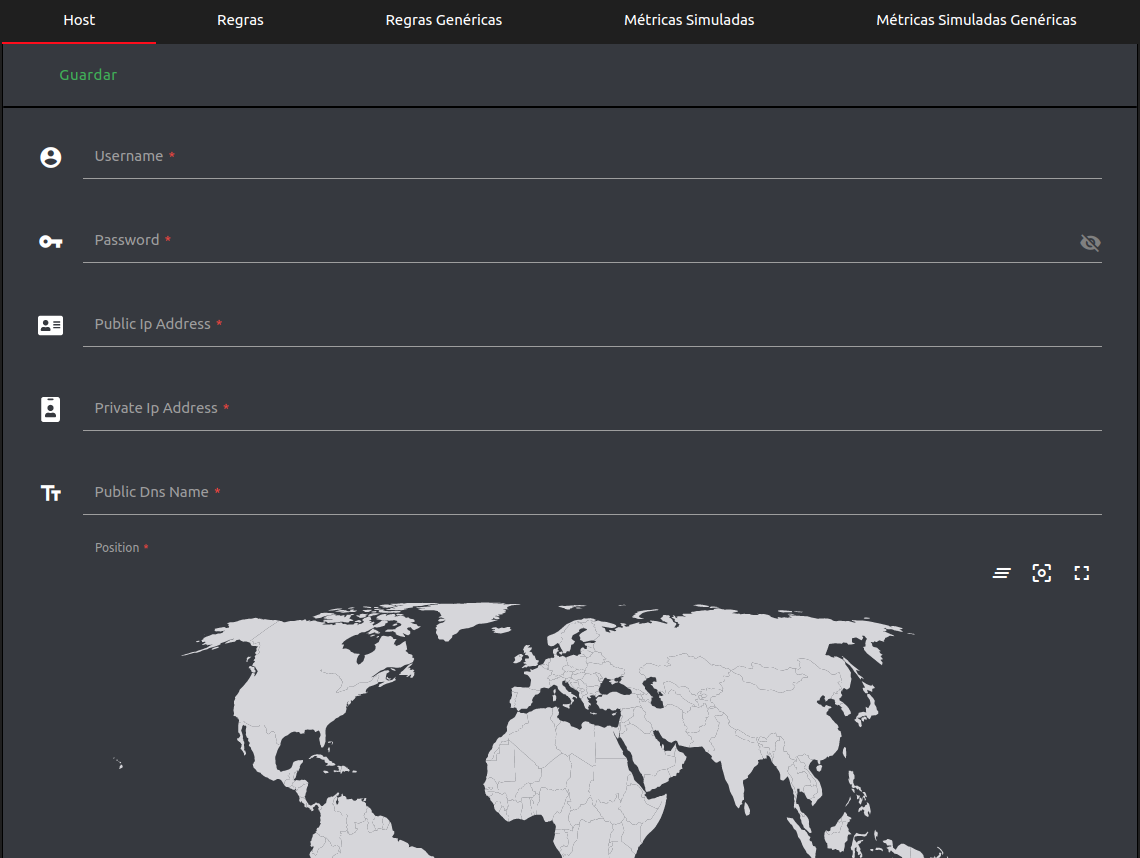 Host Regras Regras Genéricas Métricas Simuladas Métricas Simuladas Genéricas
Guardar
Username *
Password *
Public Ip Address *
Private Ip Address *
Public Dns Name *
Position *